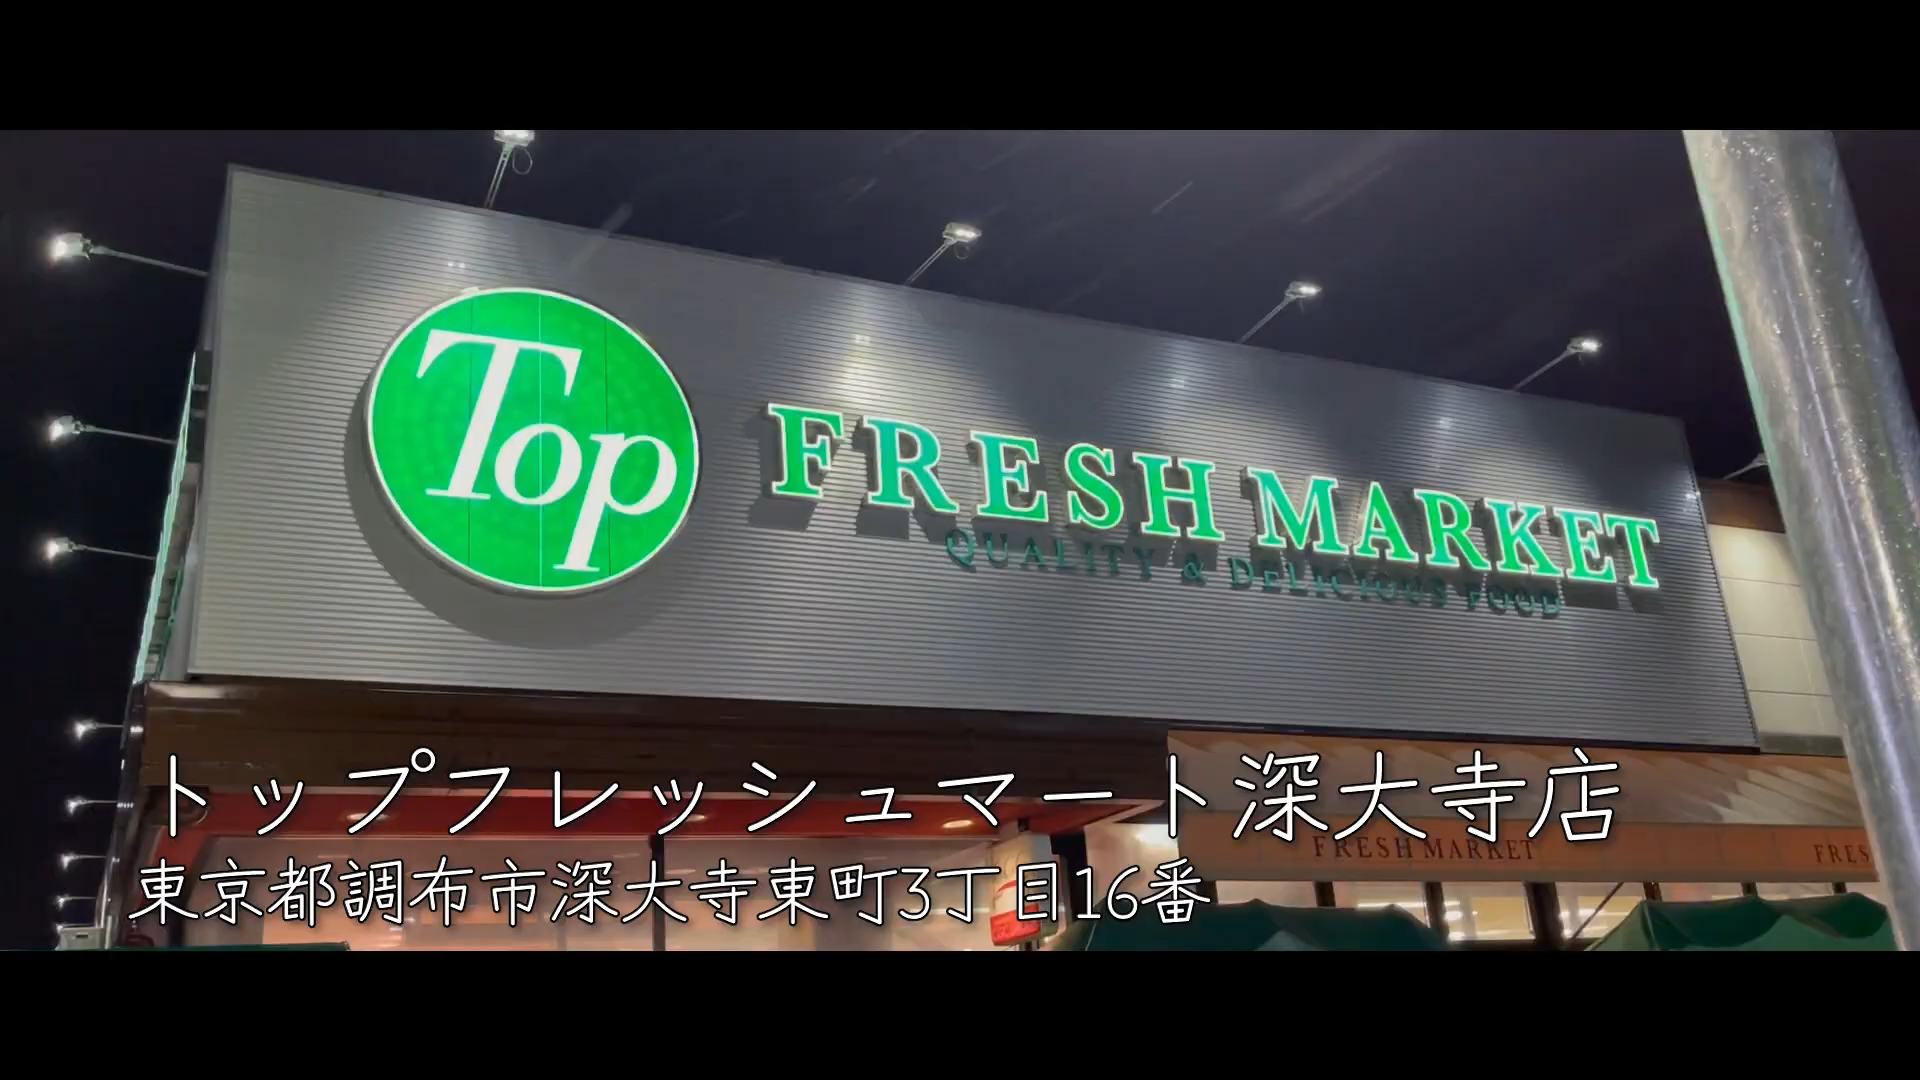 Top
FRESH MARKET
QUALITY & DELICIOUS FOOD
トップフレッシュマート深大寺店
FRESH MARKET
FRES
東京都調布市深大寺東町3丁目16番